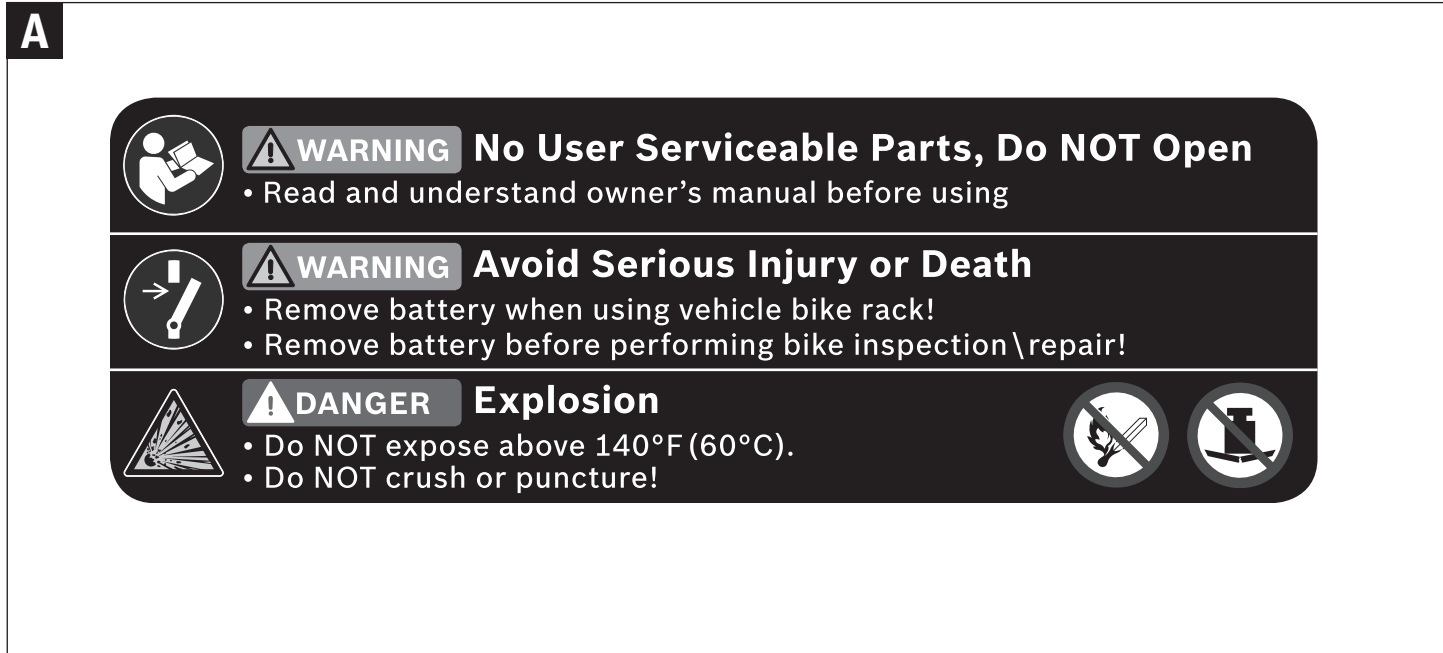 A
WARNING No User Serviceable Parts, Do NOT Open
• Read and understand owner’s manual before using
WARNING Avoid Serious Injury or Death
• Remove battery when using vehicle bike rack!
• Remove battery before performing bike inspection\repair!
DANGER Explosion
• Do NOT expose above 140°F (60°C).
• Do NOT crush or puncture!